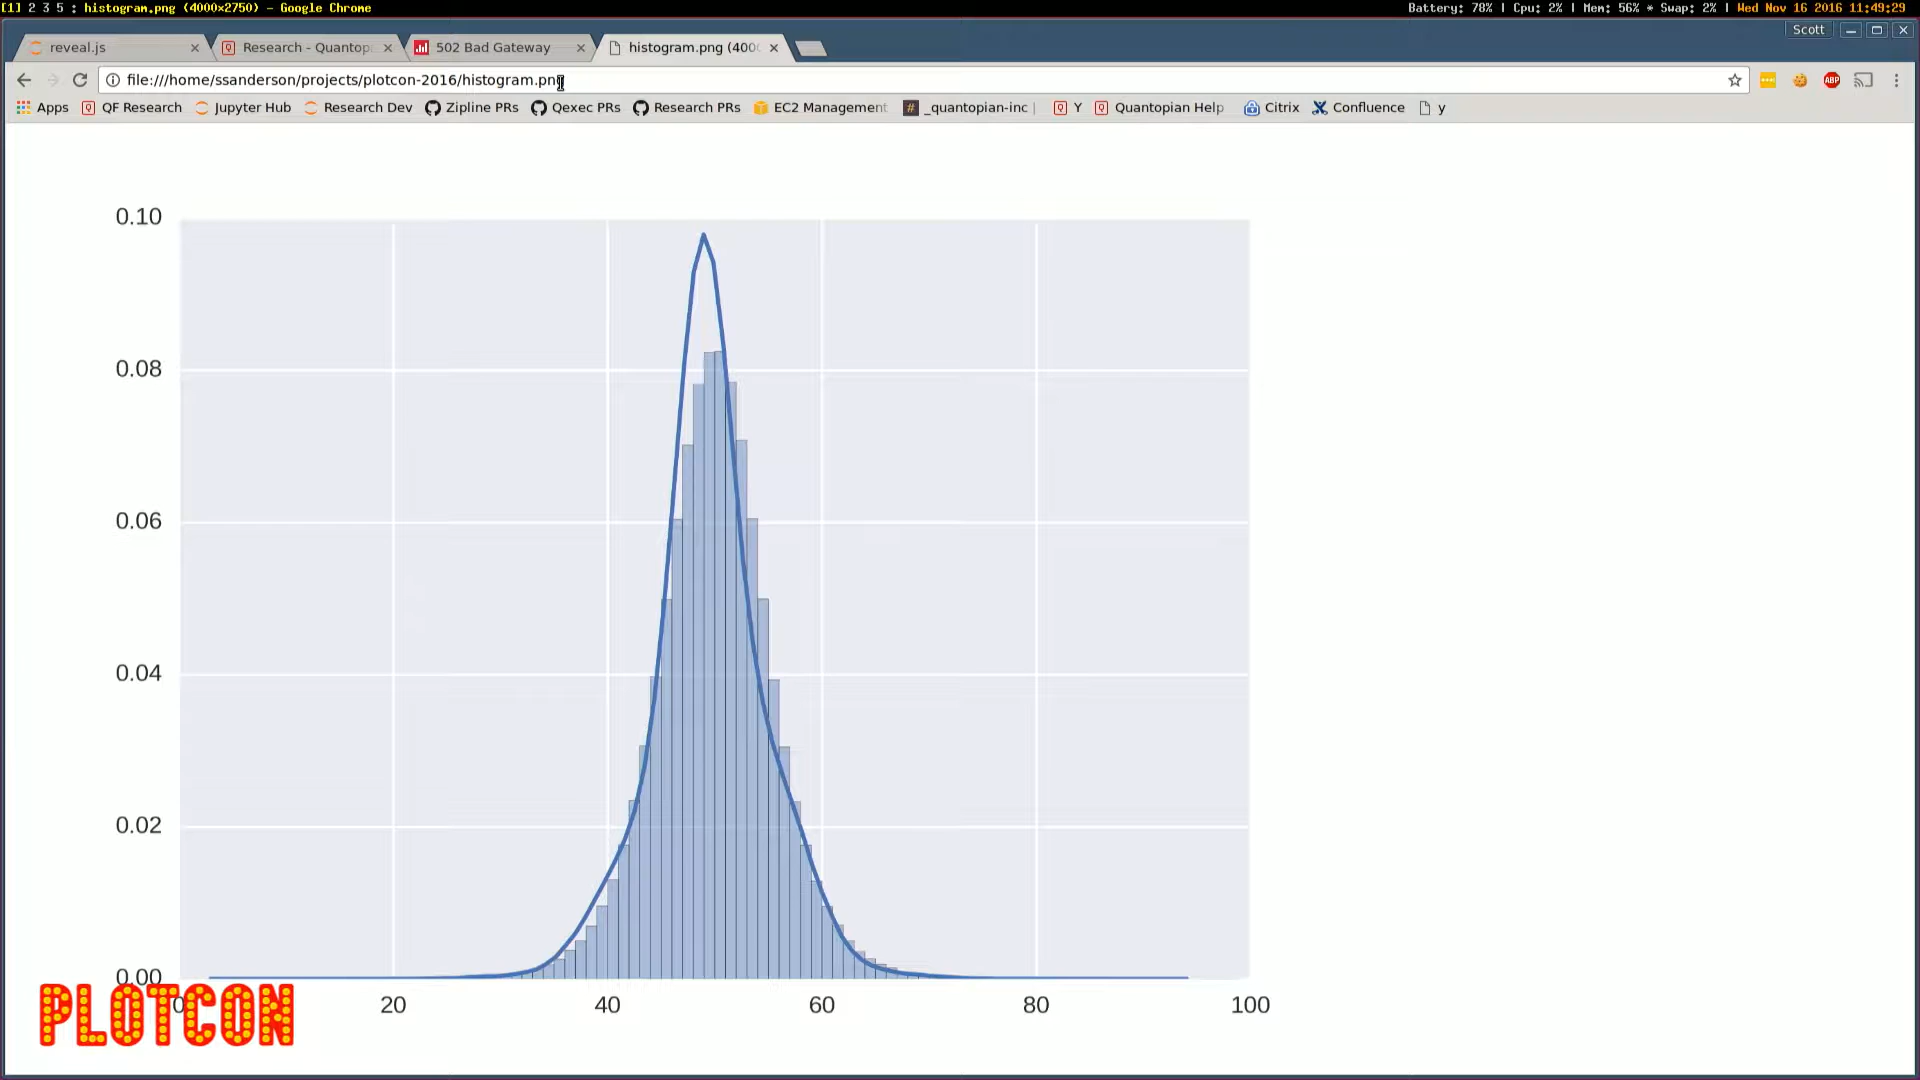 [1] 2 3 5 : histogram.png (4000x2750) - Google Chrome
Battery: 78% | Cpu: 2% | Mem: 56% * Swap: 2% | Wed Nov 16 2016 11:49:29
Scott
reveal.js
Research - Quantop
502 Bad Gateway
histogram.png (400
file:///home/ssanderson/projects/plotcon-2016/histogram.png
ABP
Apps
QF Research
Jupyter Hub
Research Dev
Zipline PRs
Qexec PRs
Research PRs
EC2 Management
_quantopian-inc |
Y
Quantopian Help
Citrix
Confluence
y
0.10
0.08
0.06
0.04
0.02
0.00
0
20
40
60
80
100
PLOTCON